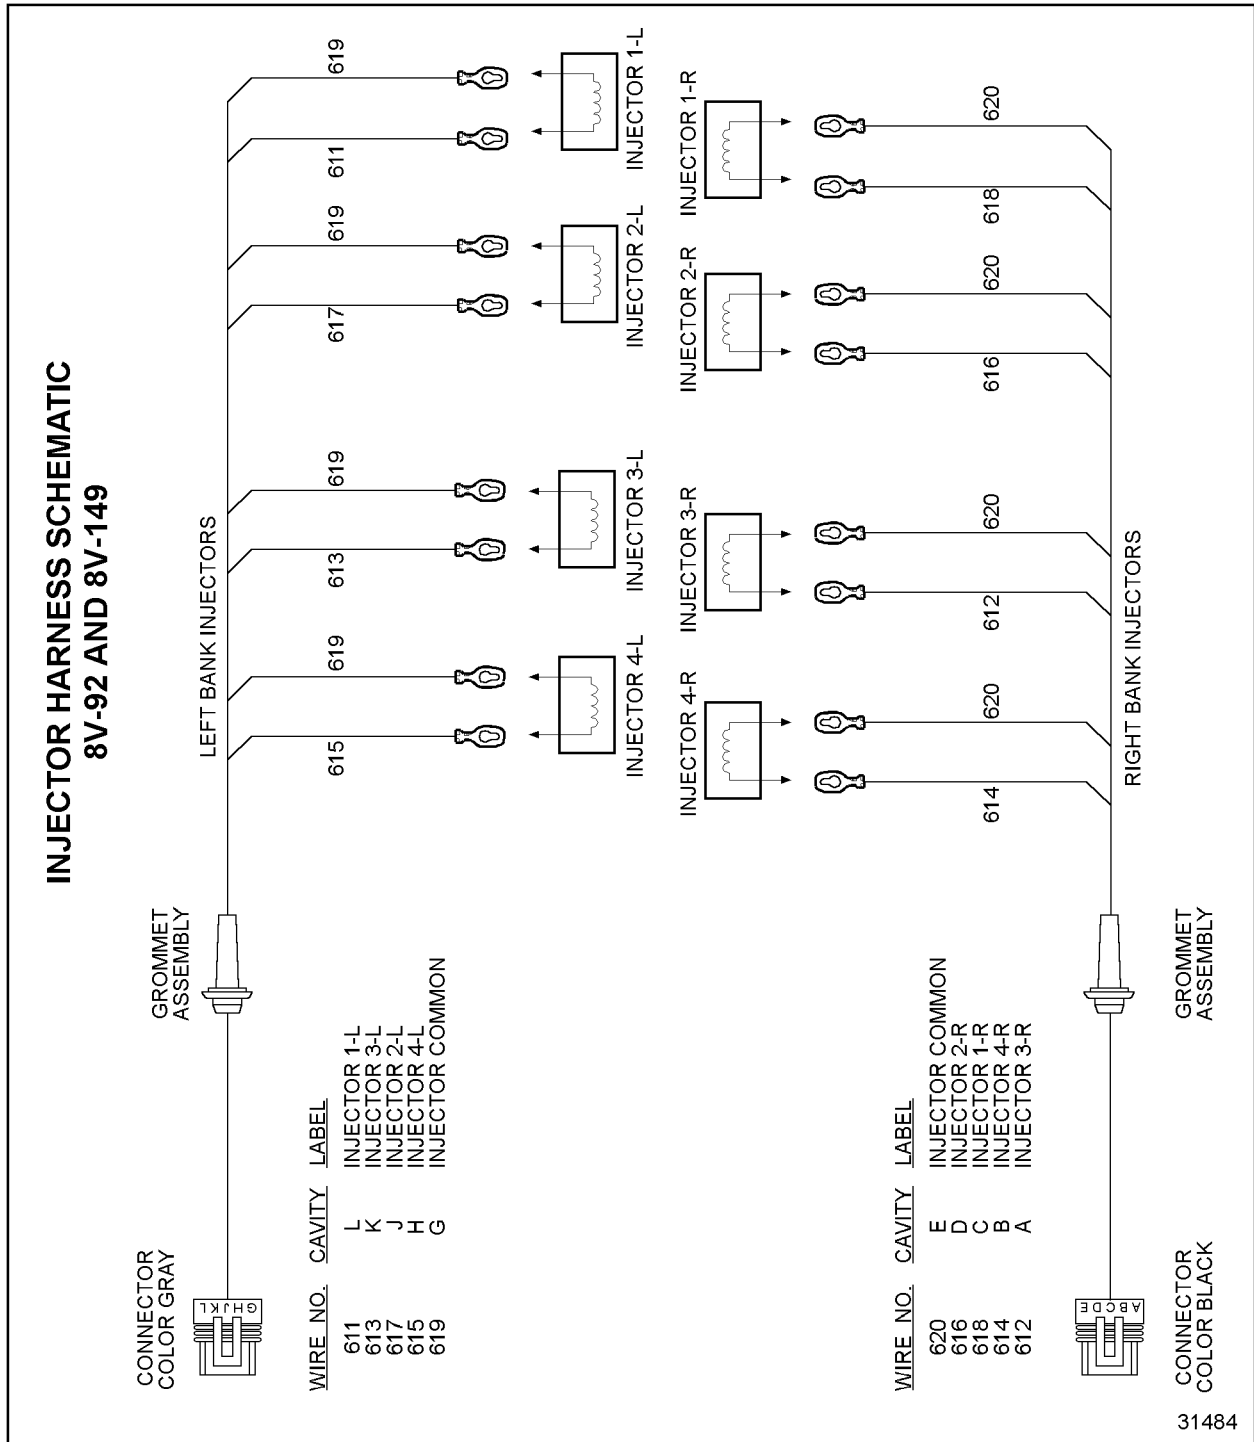 INJECTOR HARNESS SCHEMATIC
8V-92 AND 8V-149
CONNECTOR
COLOR GRAY
GROMMET
ASSEMBLY
LEFT BANK INJECTORS
GHJKL
615
619
613
619
617
619
611
619
WIRE NO. CAVITY LABEL
611 L INJECTOR 1-L
613 K INJECTOR 3-L
617 J INJECTOR 2-L
615 H INJECTOR 4-L
619 G INJECTOR COMMON
INJECTOR 4-L
INJECTOR 3-L
INJECTOR 2-L
INJECTOR 1-L
INJECTOR 4-R
INJECTOR 3-R
INJECTOR 2-R
INJECTOR 1-R
WIRE NO. CAVITY LABEL
620 E INJECTOR COMMON
616 D INJECTOR 2-R
618 C INJECTOR 1-R
614 B INJECTOR 4-R
612 A INJECTOR 3-R
614
620
612
620
616
620
618
620
ABCDE
RIGHT BANK INJECTORS
CONNECTOR
COLOR BLACK
GROMMET
ASSEMBLY
31484